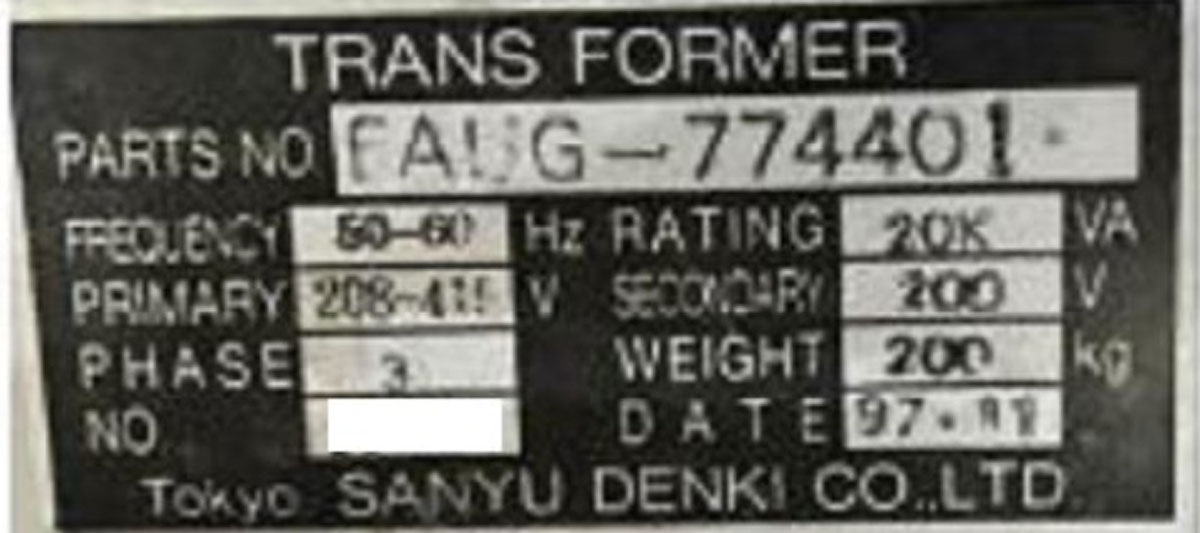 TRANS FORMER
PARTS NO -774401
FREQUENCY 50-60 Hz RATING 20K VA
PRIMARY V SECONDARY 200 V
PHASE 3 WEIGHT 200 kg
NO DATE
Tokyo SANYU DENKI CO.,LTD